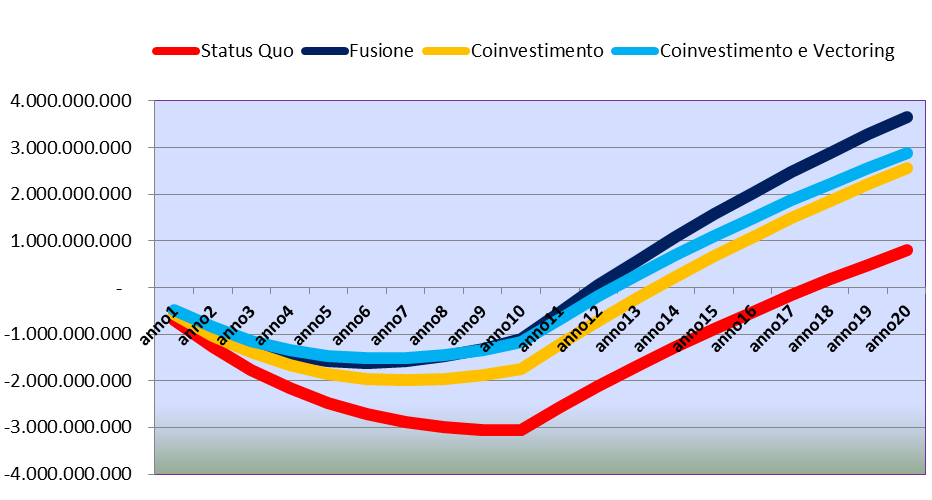 Status Quo Fusione Coinvestimento Coinvestimento e Vectoring
4.000.000.000
3.000.000.000
2.000.000.000
1.000.000.000
-
-1.000.000.000
-2.000.000.000
-3.000.000.000
-4.000.000.000
anno1
anno2
anno3
anno4
anno5
anno6
anno7
anno8
anno9
anno10
anno11
anno12
anno13
anno14
anno15
anno16
anno17
anno18
anno19
anno20